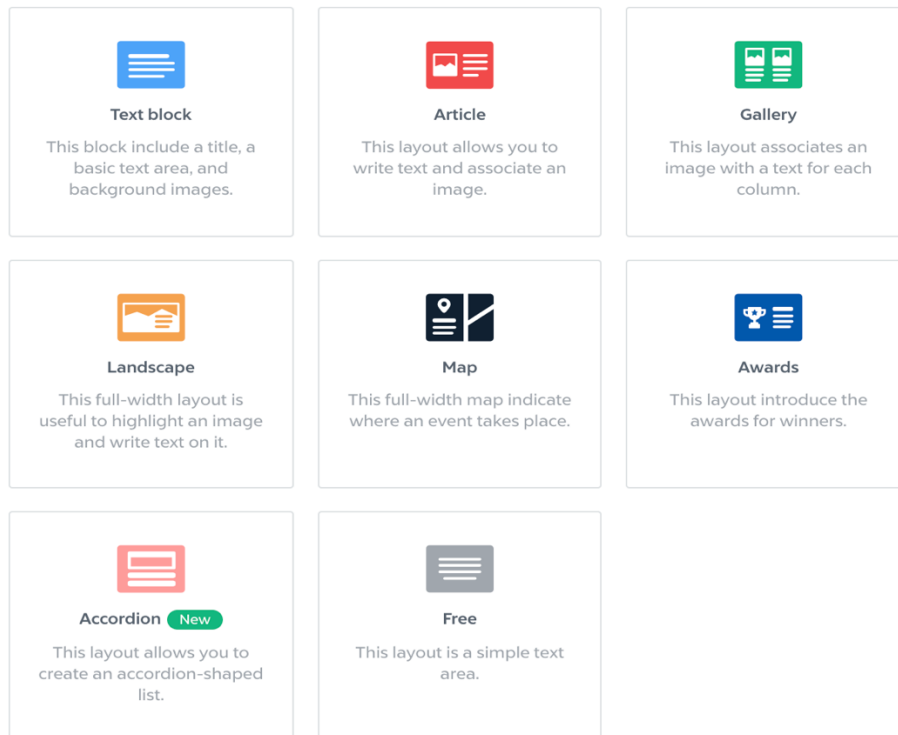 Text block
This block include a title, a
basic text area, and
background images.
Article
This layout allows you to
write text and associate an
image.
Gallery
This layout associates an
image with a text for each
column.
Landscape
This full-width layout is
useful to highlight an image
and write text on it.
Map
This full-width map indicate
where an event takes place.
Awards
This layout introduce the
awards for winners.
Accordion New
This layout allows you to
create an accordion-shaped
list.
Free
This layout is a simple text
area.